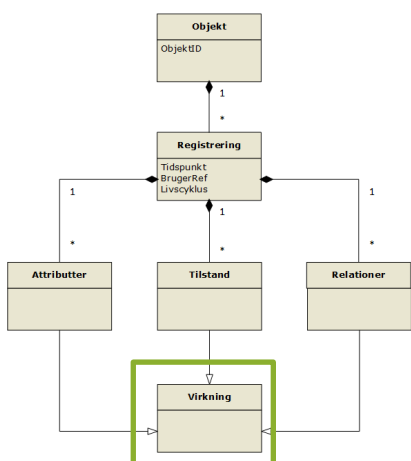 Objekt
ObjektID
1
*
Registrering
Tidspunkt
BrugerRef
Livscyklus
1
1
1
*
*
*
Attributter
Tilstand
Relationer
Virkning